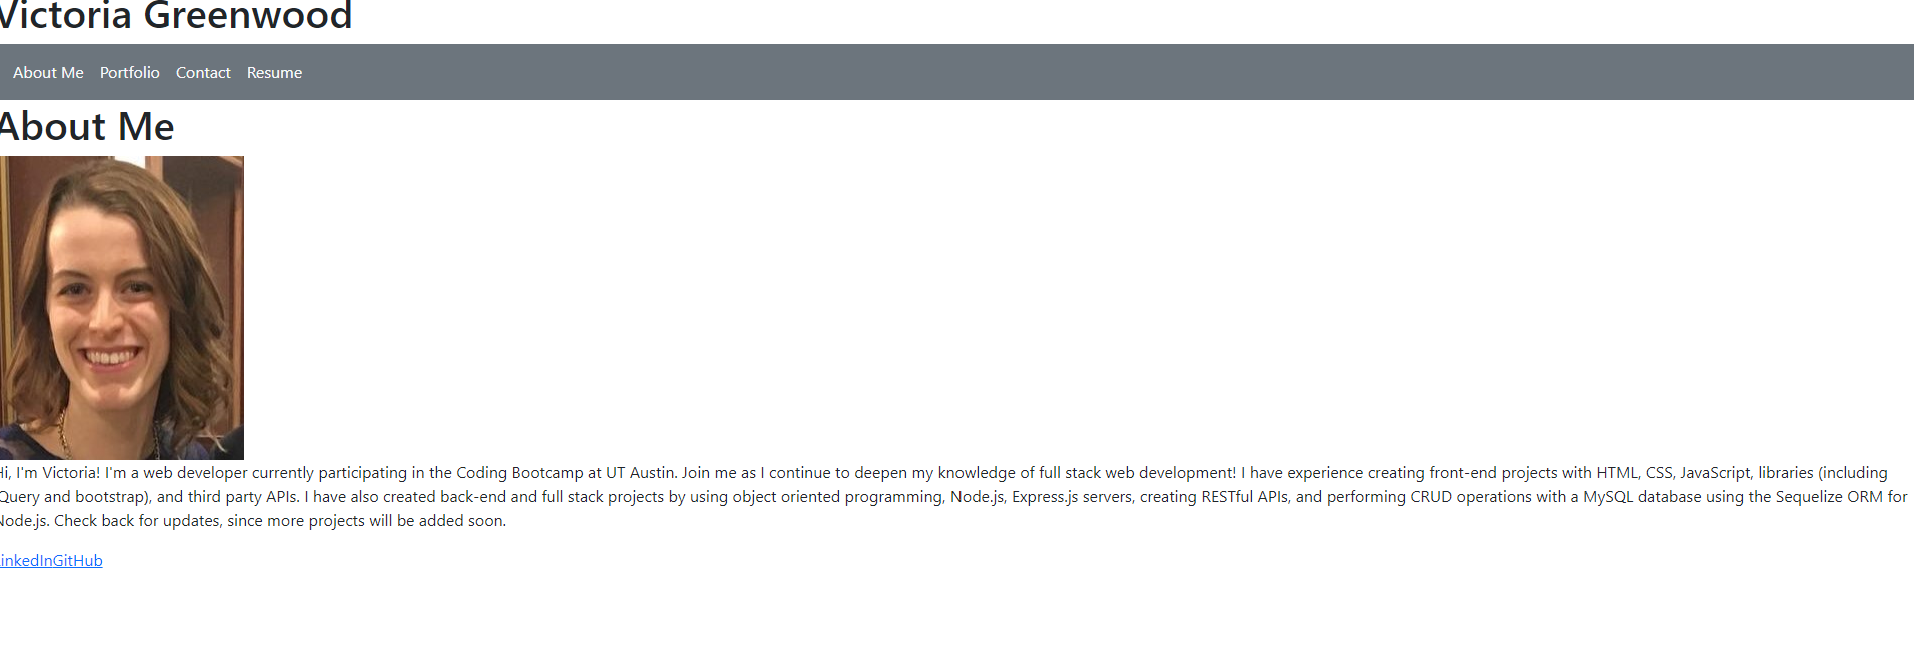 Victoria Greenwood
About Me Portfolio Contact Resume
About Me
Hi, I'm Victoria! I'm a web developer currently participating in the Coding Bootcamp at UT Austin. Join me as I continue to deepen my knowledge of full stack web development! I have experience creating front-end projects with HTML, CSS, JavaScript, libraries (including
jQuery and bootstrap), and third party APIs. I have also created back-end and full stack projects by using object oriented programming, Node.js, Express.js servers, creating RESTful APIs, and performing CRUD operations with a MySQL database using the Sequelize ORM for
Node.js. Check back for updates, since more projects will be added soon.
LinkedInGitHub